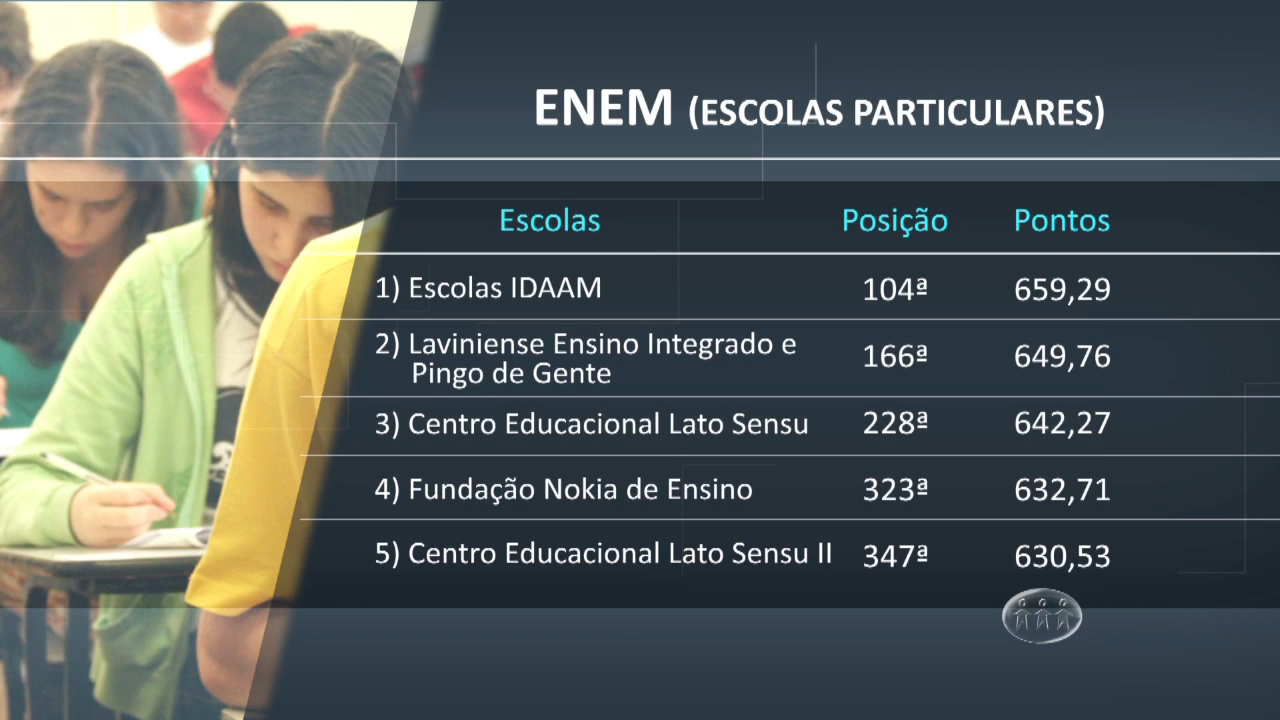 ENEM (ESCOLAS PARTICULARES)
Escolas Posição Pontos
1) Escolas IDAAM 104ª 659,29
2) Laviniense Ensino Integrado e
Pingo de Gente 166ª 649,76
3) Centro Educacional Lato Sensu 228ª 642,27
4) Fundação Nokia de Ensino 323ª 632,71
5) Centro Educacional Lato Sensu II 347ª 630,53